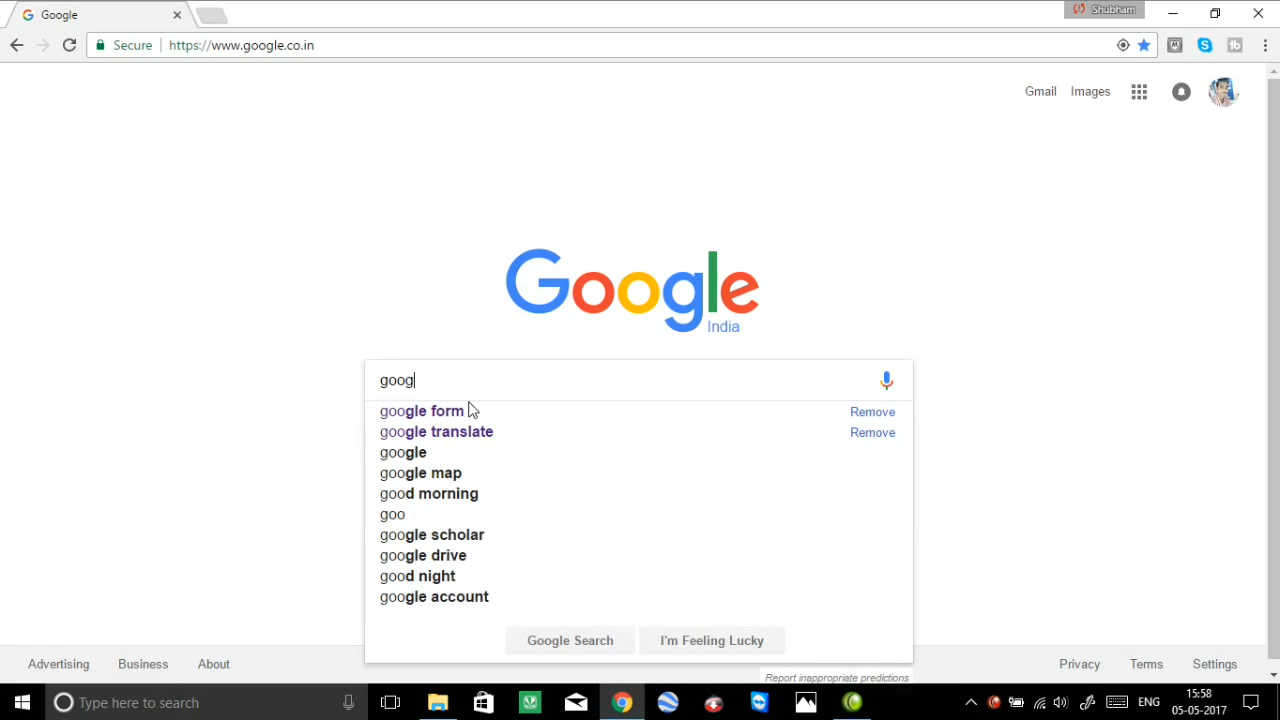 Google
Shubham
Secure
https://www.google.co.in
Gmail
Images
Google
India
goog
google form
Remove
google translate
Remove
google
google map
good morning
goo
google scholar
google drive
good night
google account
Google Search
I'm Feeling Lucky
Advertising
Business
About
Privacy
Terms
Settings
Report inappropriate predictions
Type here to search
ENG
15:58
05-05-2017